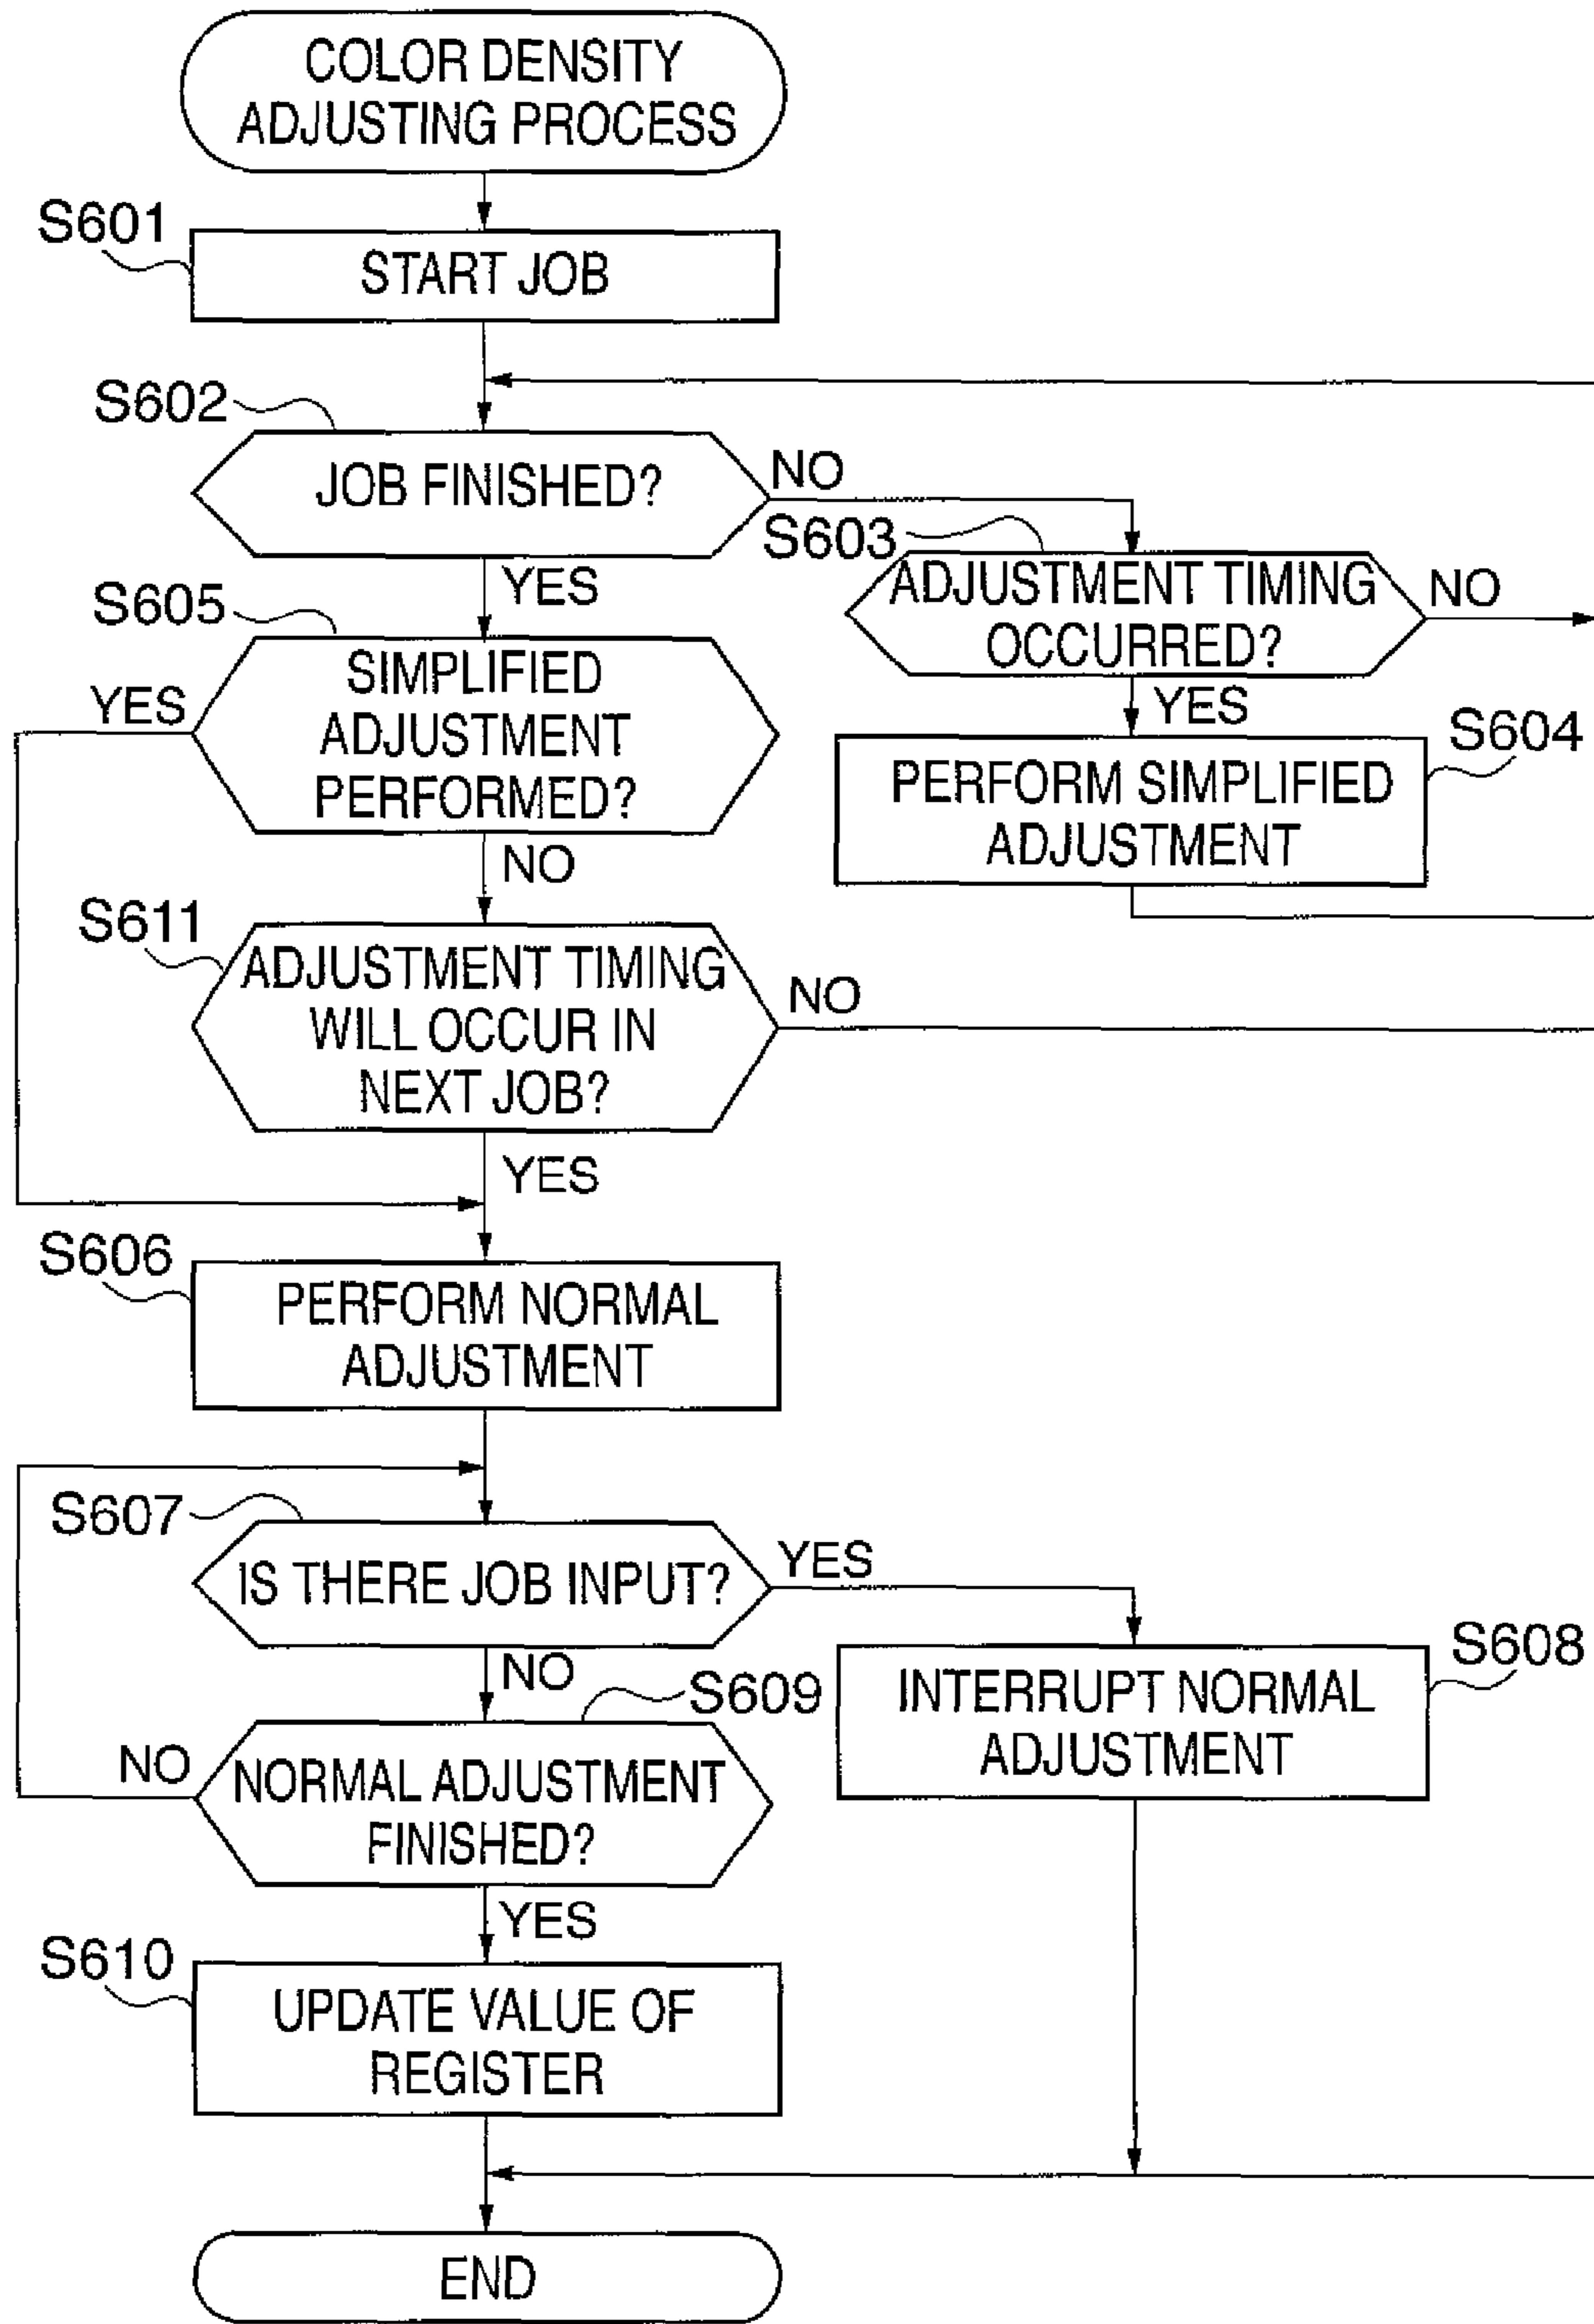 COLOR DENSITY
ADJUSTING PROCESS
S601
START JOB
S602
JOB FINISHED?
NO
S603
ADJUSTMENT TIMING
OCCURRED?
NO
YES
YES
S604
PERFORM SIMPLIFIED
ADJUSTMENT
S605
SIMPLIFIED
ADJUSTMENT
PERFORMED?
YES
NO
S611
ADJUSTMENT TIMING
WILL OCCUR IN
NEXT JOB?
NO
YES
S606
PERFORM NORMAL
ADJUSTMENT
S607
IS THERE JOB INPUT?
YES
NO
S608
INTERRUPT NORMAL
ADJUSTMENT
S609
NORMAL ADJUSTMENT
FINISHED?
NO
YES
S610
UPDATE VALUE OF
REGISTER
END